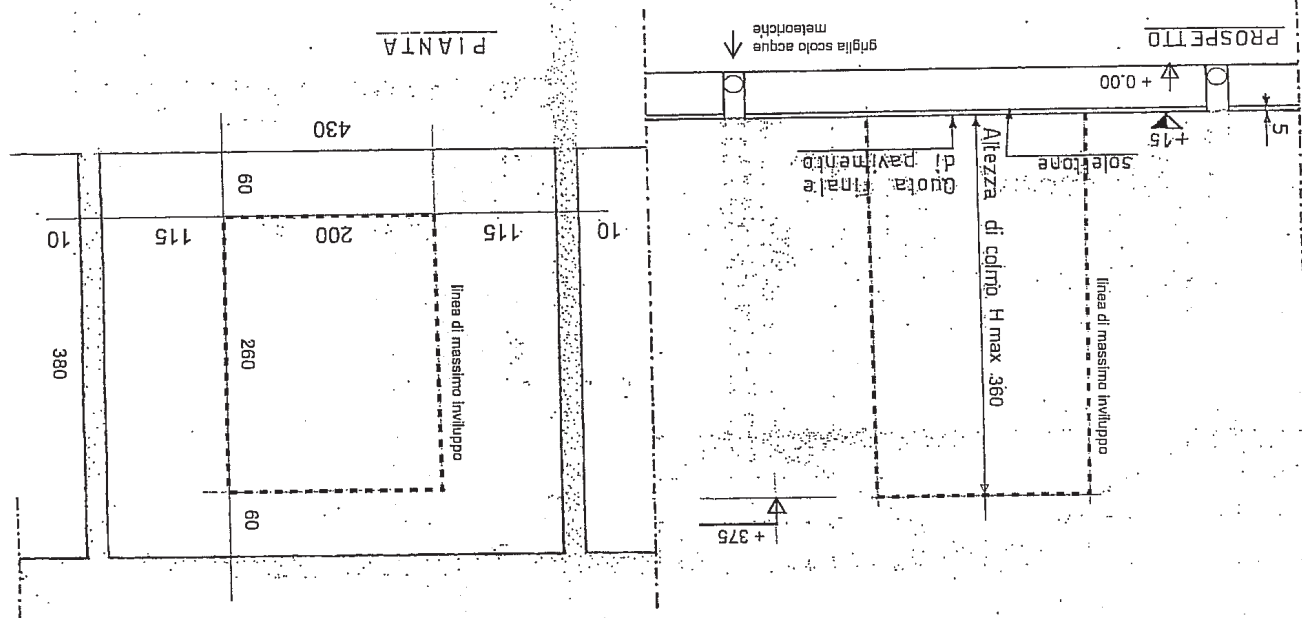 + 375
linea di massimo inviluppo
Altezza di colmo H max 360
solettone
Quota finale
di pavimento
+15
5
+ 0.00
griglia scolo acque
meteoriche
PROSPETTO
60
linea di massimo inviluppo
260
380
10
115
200
115
10
60
430
PIANTA